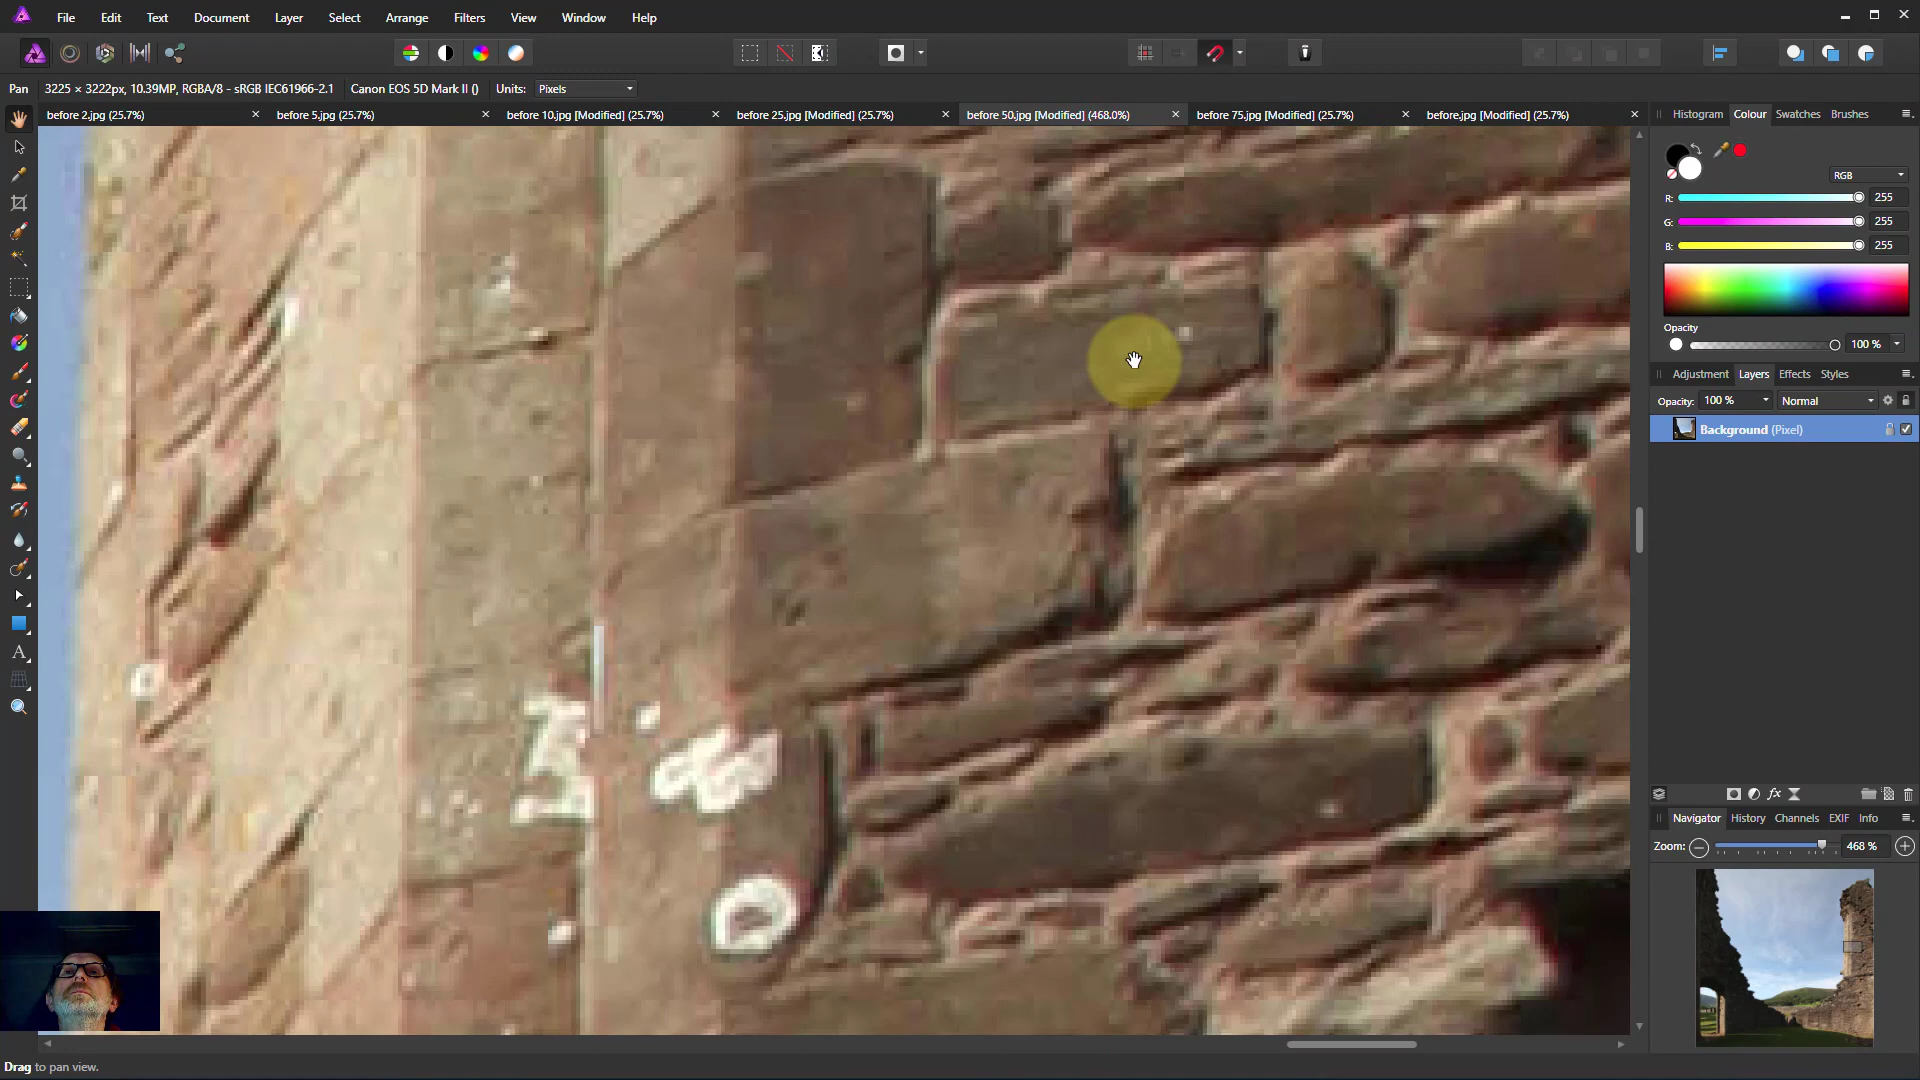 File Edit Text Document Layer Select Arrange Filters View Window Help
Pan 3225 × 3222px, 10.39MP, RGBA/8 - sRGB IEC61966-2.1 Canon EOS 5D Mark II () Units: Pixels
before 2.jpg (25.7%) before 5.jpg (25.7%) before 10.jpg [Modified] (25.7%) before 25.jpg [Modified] (25.7%) before 50.jpg [Modified] (468.0%) before 75.jpg [Modified] (25.7%) before.jpg [Modified] (25.7%)
Histogram Colour Swatches Brushes
RGB
R: 255
G: 255
B: 255
Opacity
100 %
Adjustment Layers Effects Styles
Opacity: 100 % Normal
Background (Pixel)
Navigator History Channels EXIF Info
Zoom: 468 %
Drag to pan view.